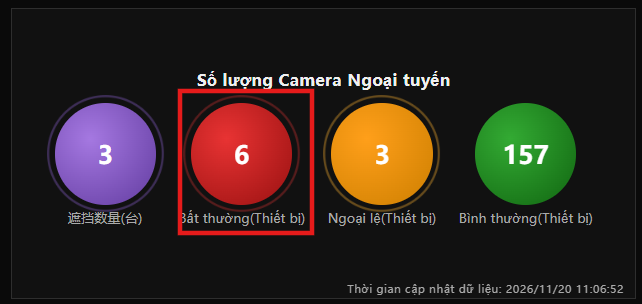 Số lượng Camera Ngoại tuyến
3
6
3
157
遮挡数量(台)
Bất thường(Thiết bị)
Ngoại lệ(Thiết bị)
Bình thường(Thiết bị)
Thời gian cập nhật dữ liệu: 2026/11/20 11:06:52